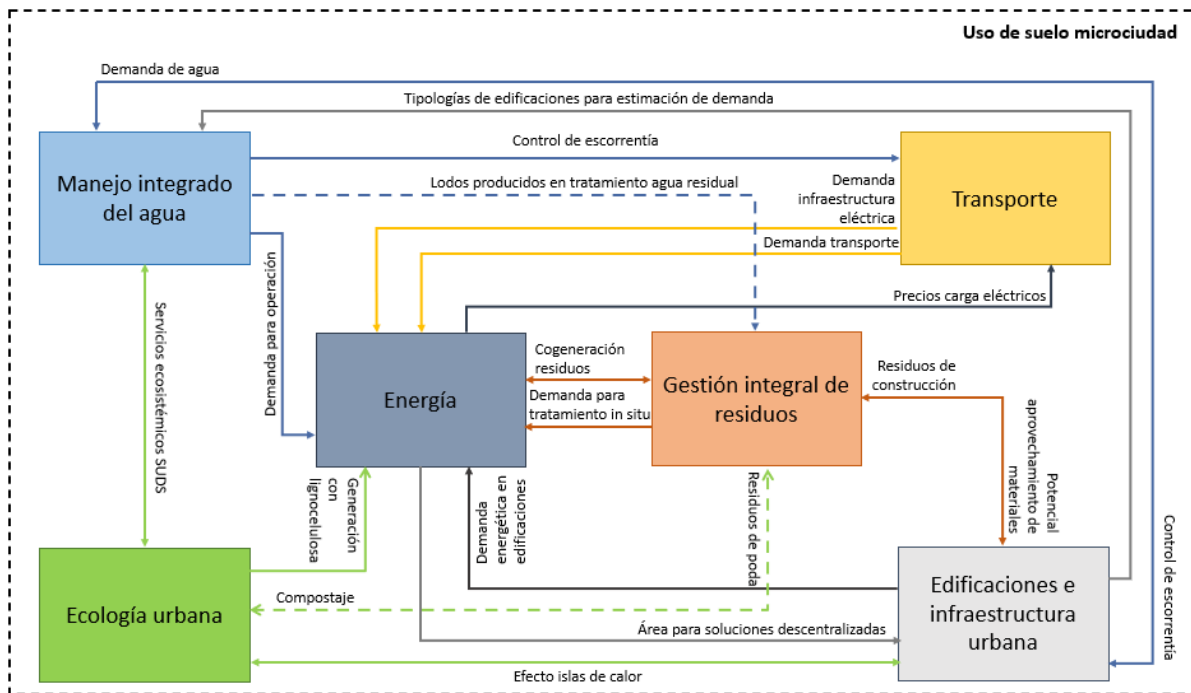 Uso de suelo microciudad
Demanda de agua
Tipologías de edificaciones para estimación de demanda
Control de escorrentía
Manejo integrado
del agua
Lodos producidos en tratamiento agua residual
Demanda
infraestructura
eléctrica
Transporte
Demanda transporte
Demanda para operación
Servicios ecosistémicos SUDS
Precios carga eléctricos
Energía
Cogeneración
residuos
Demanda para
tratamiento in situ
Gestión integral de
residuos
Residuos de
construcción
Potencial
aprovechamiento de
materiales
Generación
con
lignocelulosa
Demanda
energética en
edificaciones
Residuos de poda
Control de escorrentía
Ecología urbana
Compostaje
Área para soluciones descentralizadas
Edificaciones e
infraestructura
urbana
Efecto islas de calor